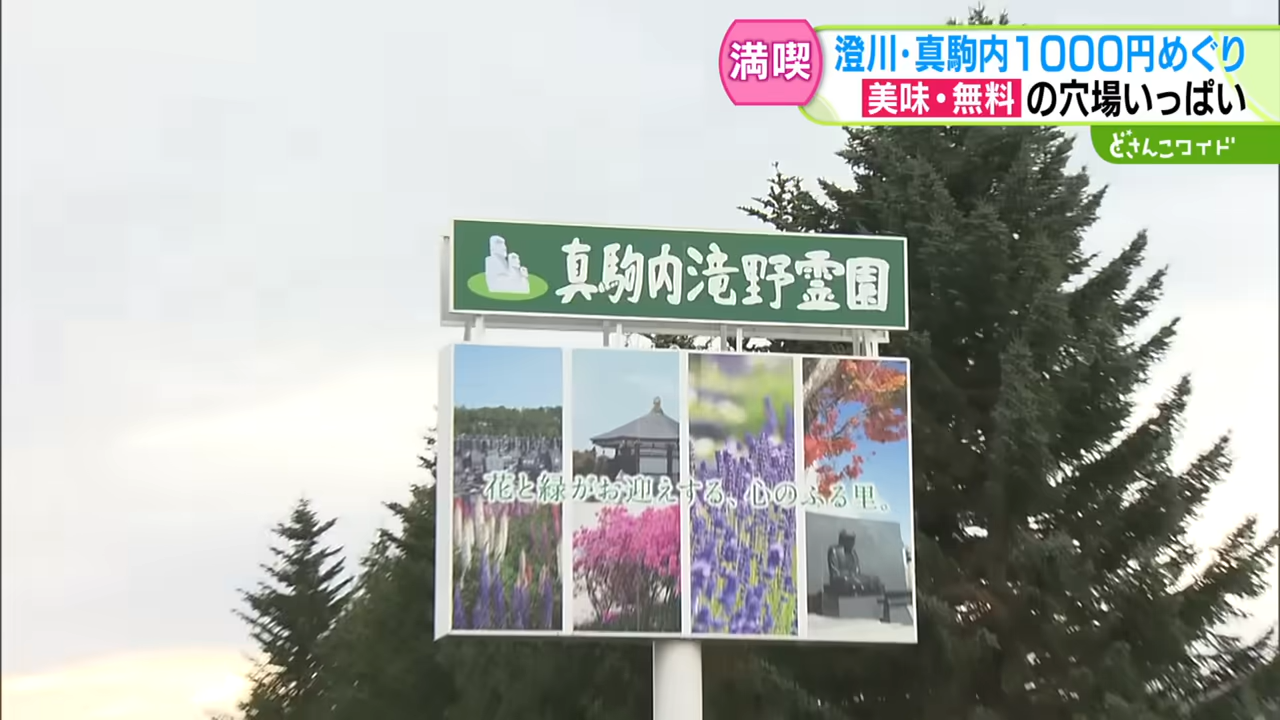 満喫
澄川・真駒内1000円めぐり
美味・無料の穴場いっぱい
どさんこワイド
真駒内滝野霊園
花と緑がお迎えする、心のふる里。